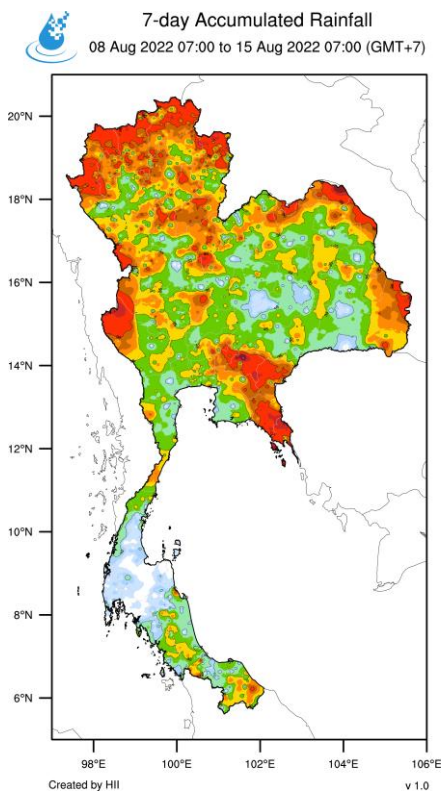 7-day Accumulated Rainfall
08 Aug 2022 07:00 to 15 Aug 2022 07:00 (GMT+7)
20°N
18°N
16°N
14°N
12°N
10°N
8°N
6°N
98°E 100°E 102°E 104°E 106°E
Created by HII v 1.0